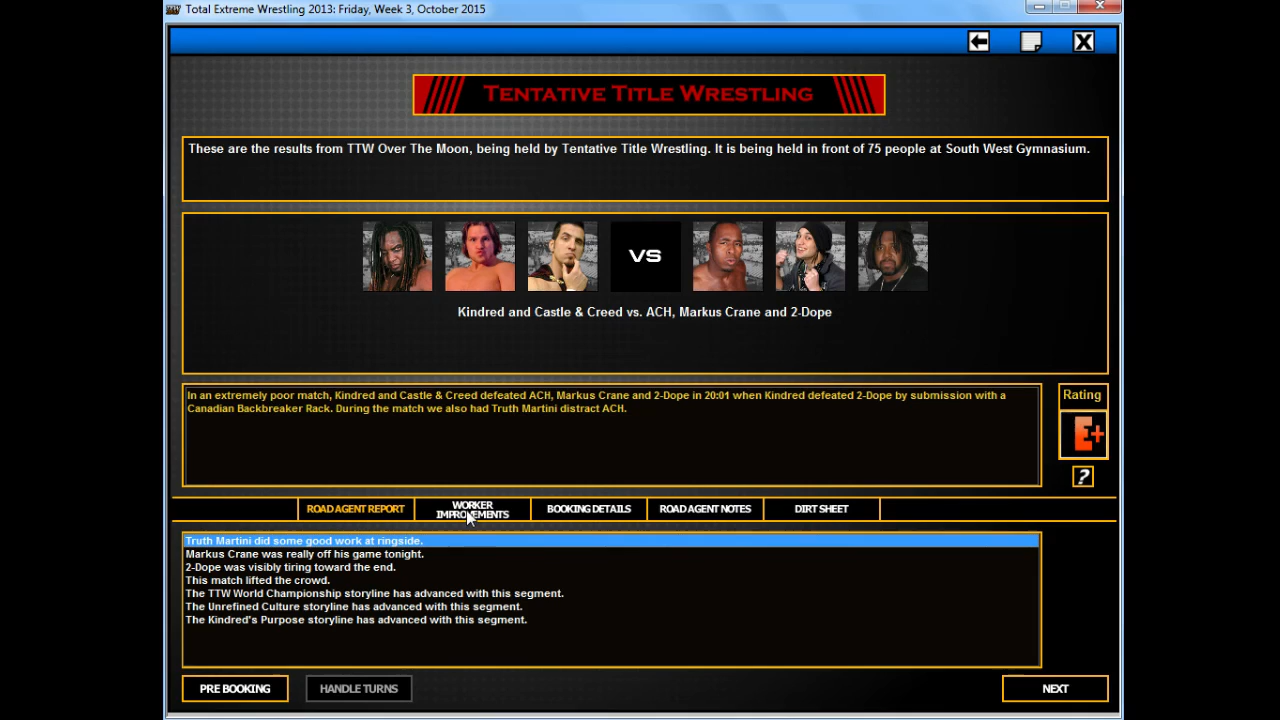 Total Extreme Wrestling 2013: Friday, Week 3, October 2015
TENTATIVE TITLE WRESTLING
These are the results from TTW Over The Moon, being held by Tentative Title Wrestling. It is being held in front of 75 people at South West Gymnasium.
VS
Kindred and Castle & Creed vs. ACH, Markus Crane and 2-Dope
In an extremely poor match, Kindred and Castle & Creed defeated ACH, Markus Crane and 2-Dope in 20:01 when Kindred defeated 2-Dope by submission with a
Canadian Backbreaker Rack. During the match we also had Truth Martini distract ACH.
Rating
E+
?
ROAD AGENT REPORT
WORKER
IMPROVEMENTS
BOOKING DETAILS
ROAD AGENT NOTES
DIRT SHEET
Truth Martini did some good work at ringside.
Markus Crane was really off his game tonight.
2-Dope was visibly tiring toward the end.
This match lifted the crowd.
The TTW World Championship storyline has advanced with this segment.
The Unrefined Culture storyline has advanced with this segment.
The Kindred's Purpose storyline has advanced with this segment.
PRE BOOKING
HANDLE TURNS
NEXT